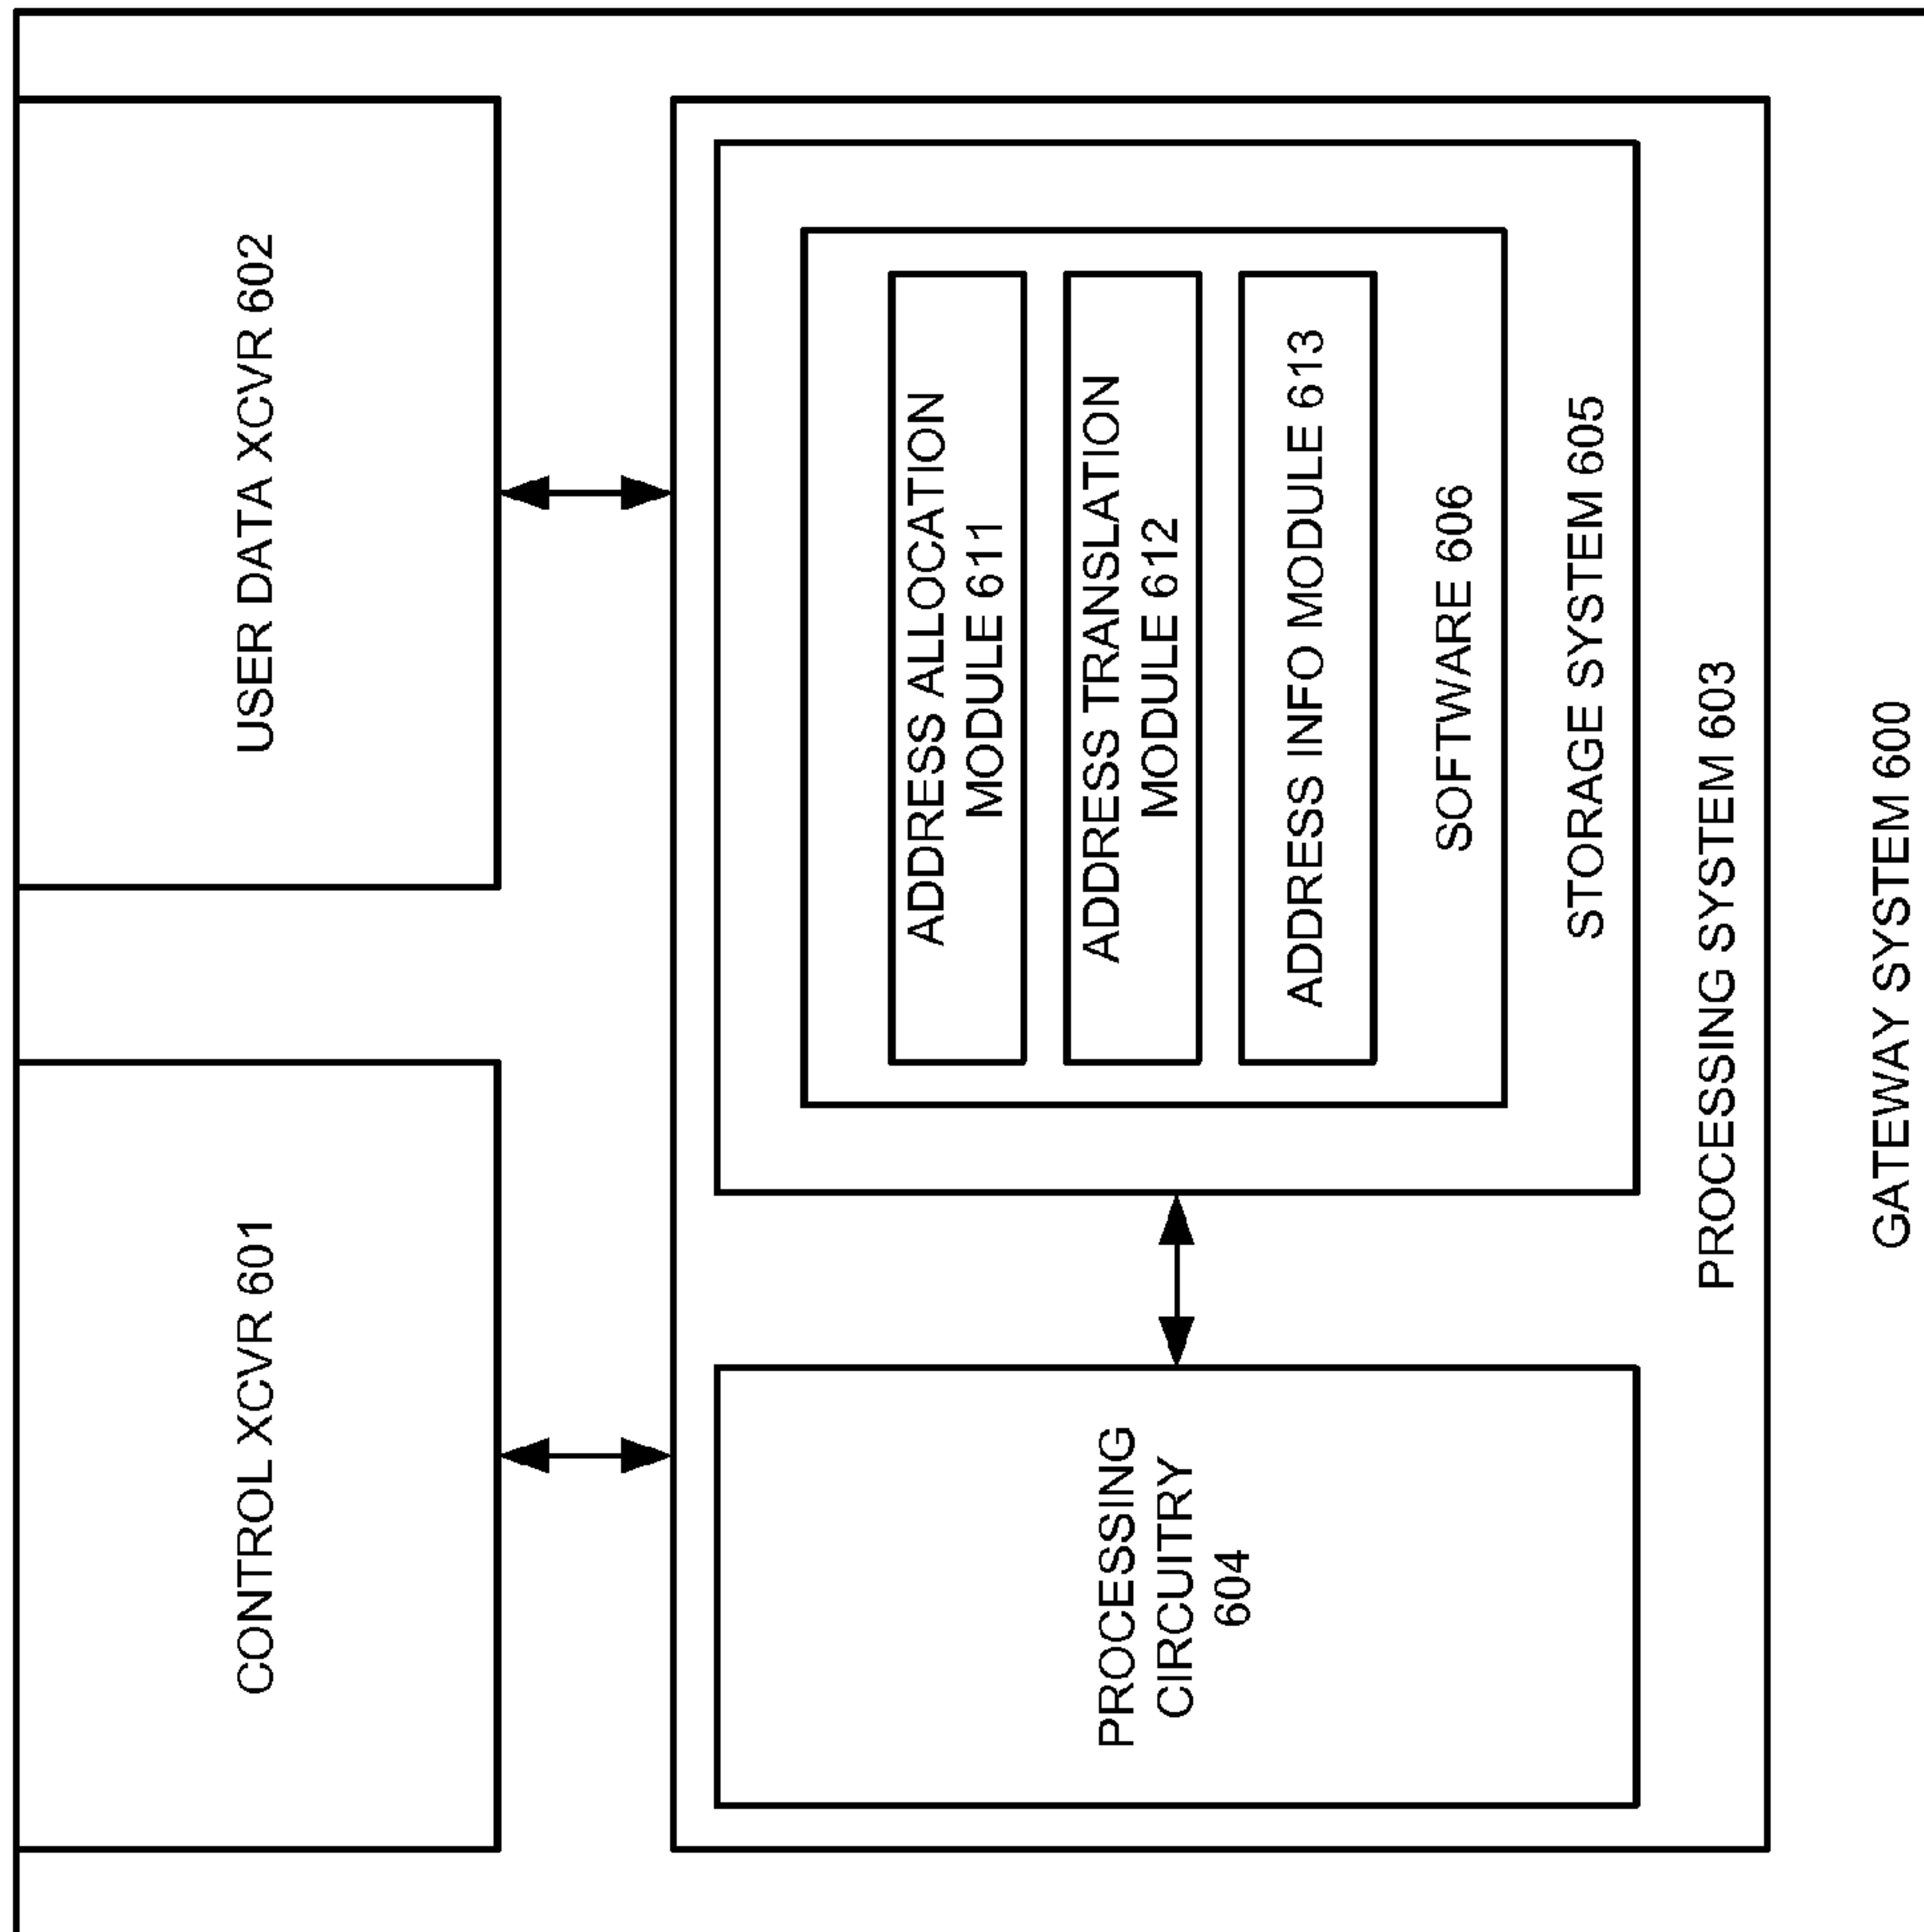 CONTROL XCVR 601
USER DATA XCVR 602
PROCESSING
CIRCUITRY
604
ADDRESS ALLOCATION
MODULE 611
ADDRESS TRANSLATION
MODULE 612
ADDRESS INFO MODULE 613
SOFTWARE 606
STORAGE SYSTEM 605
PROCESSING SYSTEM 603
GATEWAY SYSTEM 600